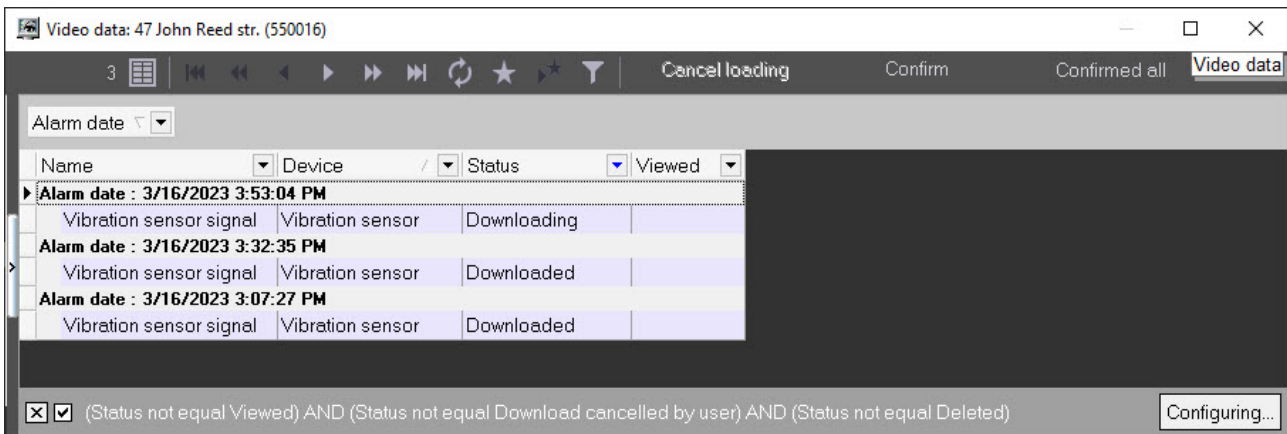 Video data: 47 John Reed str. (550016)
3 Cancel loading Confirm Confirmed all Video data
Alarm date
Name Device Status Viewed
Alarm date : 3/16/2023 3:53:04 PM
Vibration sensor signal Vibration sensor Downloading
Alarm date : 3/16/2023 3:32:35 PM
Vibration sensor signal Vibration sensor Downloaded
Alarm date : 3/16/2023 3:07:27 PM
Vibration sensor signal Vibration sensor Downloaded
(Status not equal Viewed) AND (Status not equal Download cancelled by user) AND (Status not equal Deleted) Configuring...